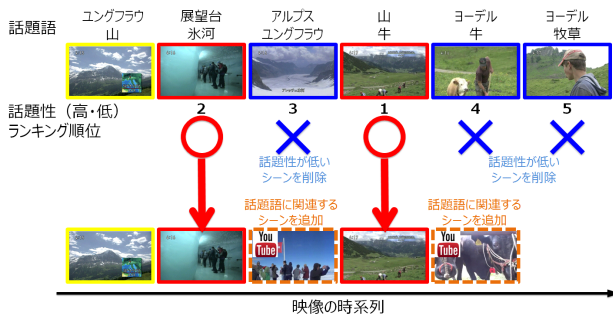 話題語
ユングフラウ
山
展望台
氷河
アルプス
ユングフラウ
山
牛
ヨーデル
牛
ヨーデル
牧草
話題性（高・低）
ランキング順位
2
3
1
4
5
話題性が低い
シーンを削除
話題性が低い
シーンを削除
話題語に関連する
シーンを追加
話題語に関連する
シーンを追加
You
Tube
You
Tube
映像の時系列